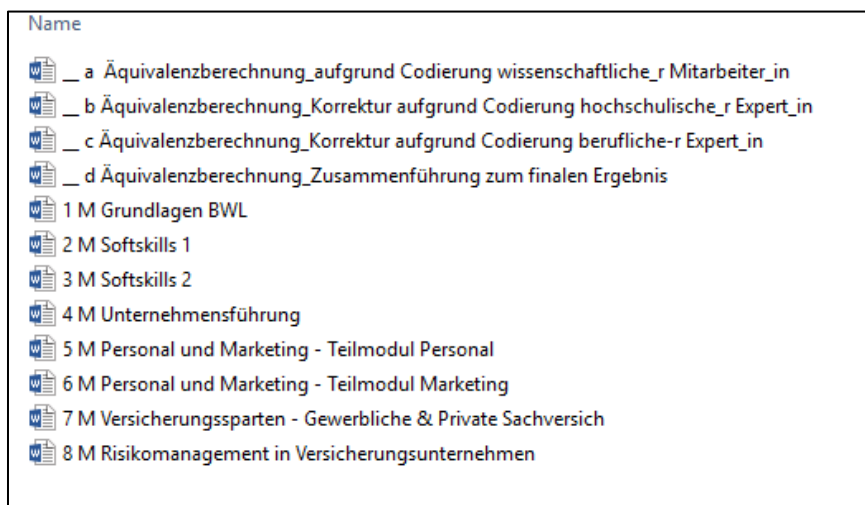 Name
__ a Äquivalenzberechnung_aufgrund Codierung wissenschaftliche_r Mitarbeiter_in
__ b Äquivalenzberechnung_Korrektur aufgrund Codierung hochschulische_r Expert_in
__ c Äquivalenzberechnung_Korrektur aufgrund Codierung berufliche-r Expert_in
__ d Äquivalenzberechnung_Zusammenführung zum finalen Ergebnis
1 M Grundlagen BWL
2 M Softskills 1
3 M Softskills 2
4 M Unternehmensführung
5 M Personal und Marketing - Teilmodul Personal
6 M Personal und Marketing - Teilmodul Marketing
7 M Versicherungssparten - Gewerbliche & Private Sachversich
8 M Risikomanagement in Versicherungsunternehmen